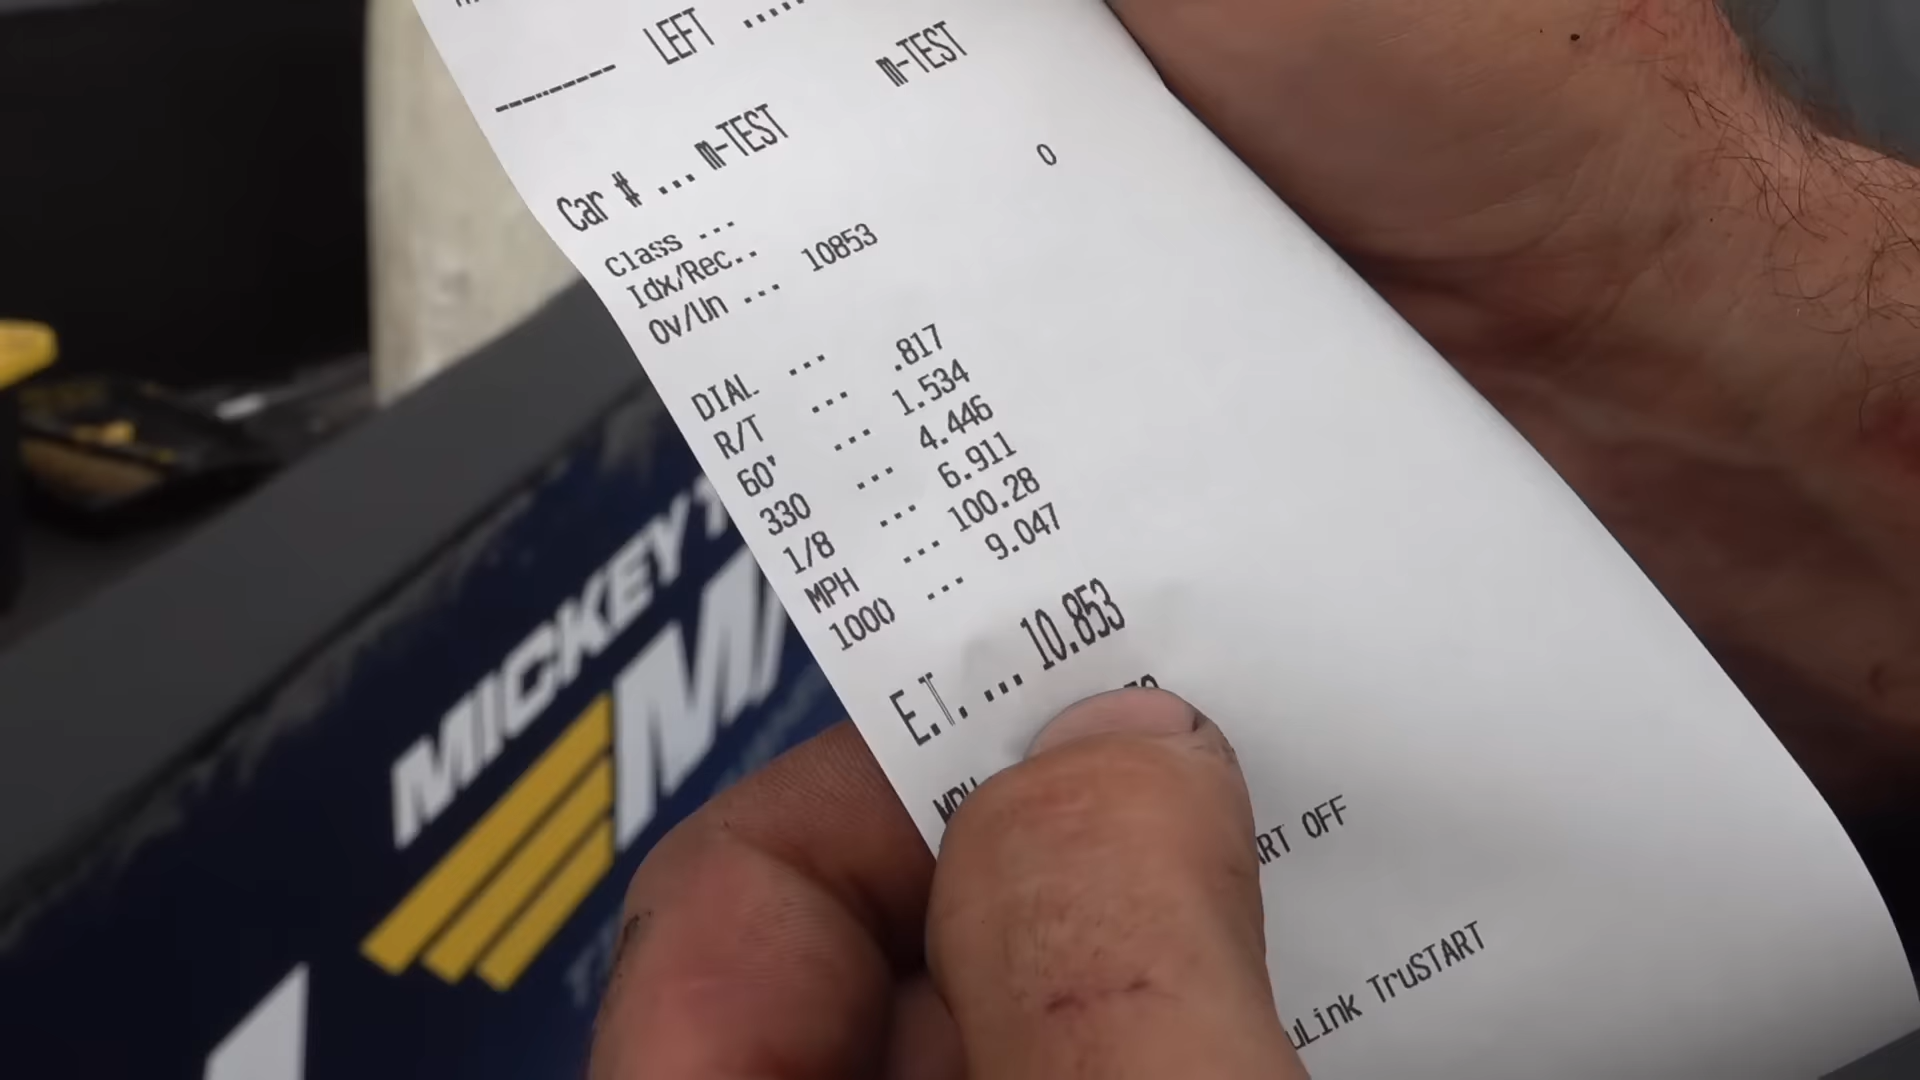 --------- LEFT .....
Car # ... m-TEST m-TEST
Class ...
Idx/Rec.. 0
Ov/Un ... 10853
DIAL ...
R/T ... .817
60' ... 1.534
330 ... 4.446
1/8 ... 6.911
MPH ... 100.28
1000 ... 9.047
E.T. ... 10.853
MPH
OFF
TruSTART
MICKEY